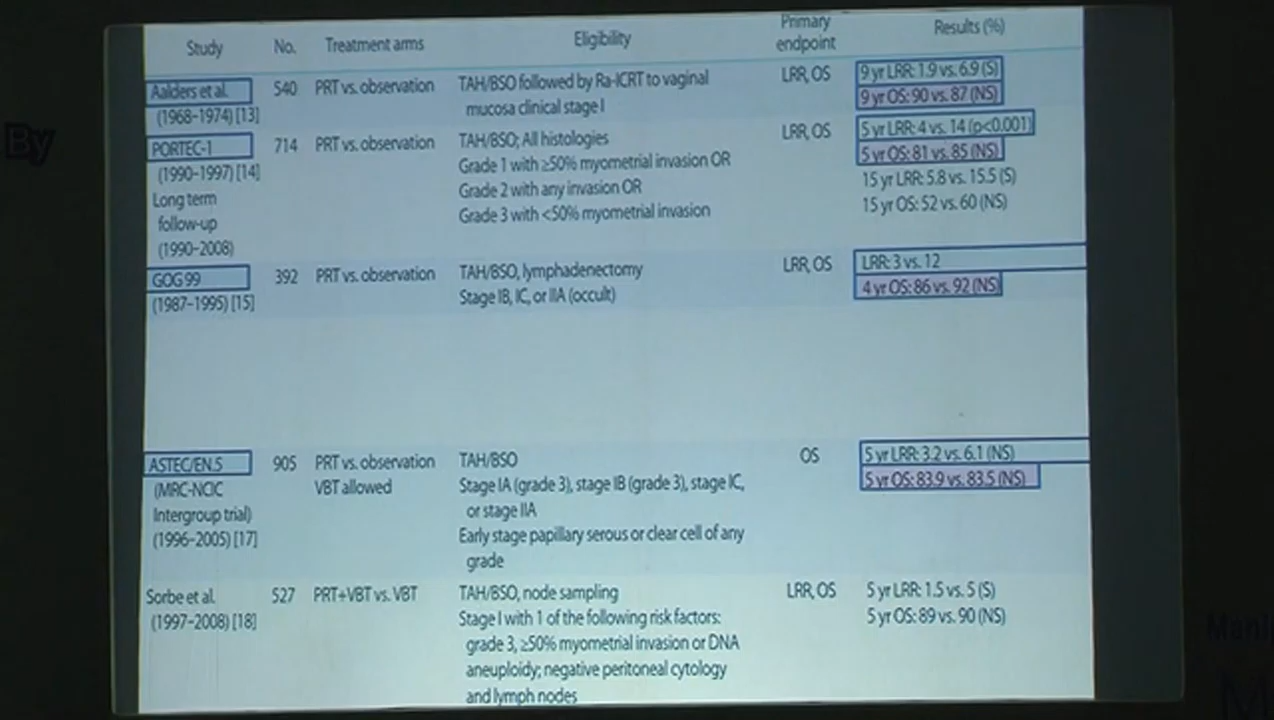 Study No. Treatment arms Eligibility Primary endpoint Results (%)
Aalders et al. 540 PRT vs. observation TAH/BSO followed by Ra-ICRT to vaginal LRR, OS 9 yr LRR: 1.9 vs. 6.9 (S)
(1968–1974) [13] mucosa clinical stage I 9 yr OS: 90 vs. 87 (NS)
PORTEC-1 714 PRT vs. observation TAH/BSO; All histologies LRR, OS 5 yr LRR: 4 vs. 14 (p<0.001)
(1990–1997) [14] Grade 1 with ≥50% myometrial invasion OR 5 yr OS: 81 vs. 85 (NS)
Long term Grade 2 with any invasion OR 15 yr LRR: 5.8 vs. 15.5 (S)
follow-up Grade 3 with <50% myometrial invasion 15 yr OS: 52 vs. 60 (NS)
(1990–2008)
GOG 99 392 PRT vs. observation TAH/BSO, lymphadenectomy LRR, OS LRR: 3 vs. 12
(1987–1995) [15] Stage IB, IC, or IIA (occult) 4 yr OS: 86 vs. 92 (NS)
ASTEC/EN.5 905 PRT vs. observation TAH/BSO OS 5 yr LRR: 3.2 vs. 6.1 (NS)
(MRC-NCIC VBT allowed Stage IA (grade 3), stage IB (grade 3), stage IC, 5 yr OS: 83.9 vs. 83.5 (NS)
Intergroup trial) or stage IIA
(1996–2005) [17] Early stage papillary serous or clear cell of any
grade
Sorbe et al. 527 PRT+VBT vs. VBT TAH/BSO, node sampling LRR, OS 5 yr LRR: 1.5 vs. 5 (S)
(1997–2008) [18] Stage I with 1 of the following risk factors: 5 yr OS: 89 vs. 90 (NS)
grade 3, ≥50% myometrial invasion or DNA
aneuploidy; negative peritoneal cytology
and lymph nodes
By